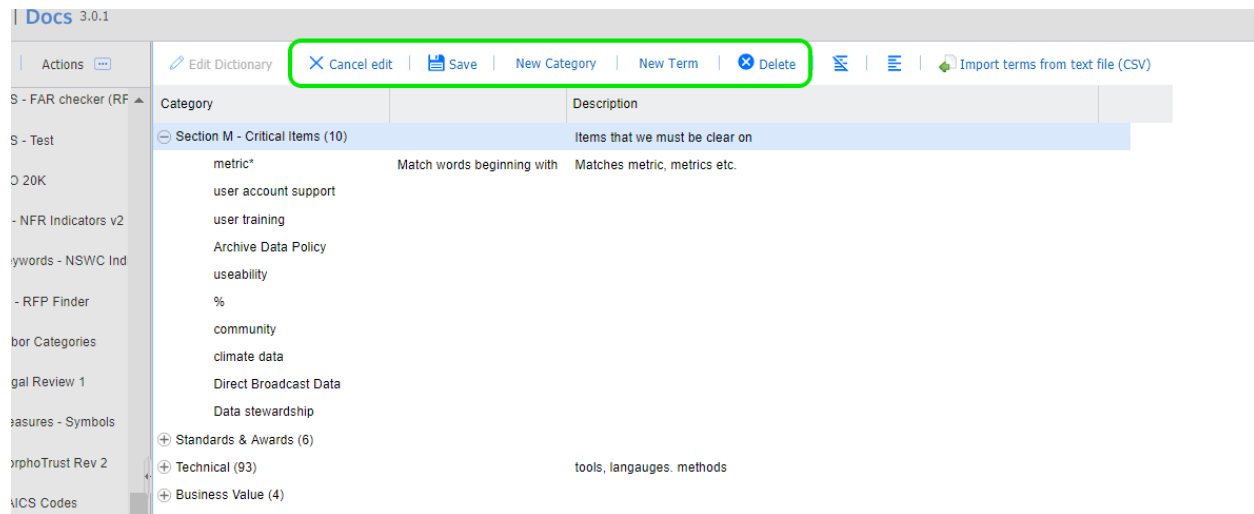 | Docs 3.0.1
Actions
Edit Dictionary | Cancel edit | Save | New Category | New Term | Delete | | Import terms from text file (CSV)
S - FAR checker (RF
S - Test
O 20K
- NFR Indicators v2
ywords - NSWC Ind
- RFP Finder
bor Categories
gal Review 1
easures - Symbols
orphoTrust Rev 2
AICS Codes
Category Description
Section M - Critical Items (10) Items that we must be clear on
metric* Match words beginning with Matches metric, metrics etc.
user account support
user training
Archive Data Policy
useability
%
community
climate data
Direct Broadcast Data
Data stewardship
Standards & Awards (6)
Technical (93) tools, langauges. methods
Business Value (4)